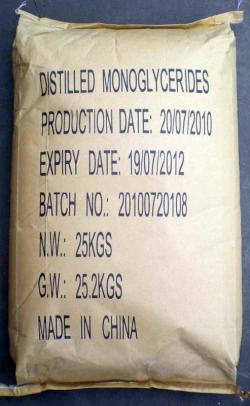 DISTILLED MONOGLYCERIDES
PRODUCTION DATE: 20/07/2010
EXPIRY DATE: 19/07/2012
BATCH NO.: 20100720108
N.W.: 25KGS
G.W.: 25.2KGS
MADE IN CHINA